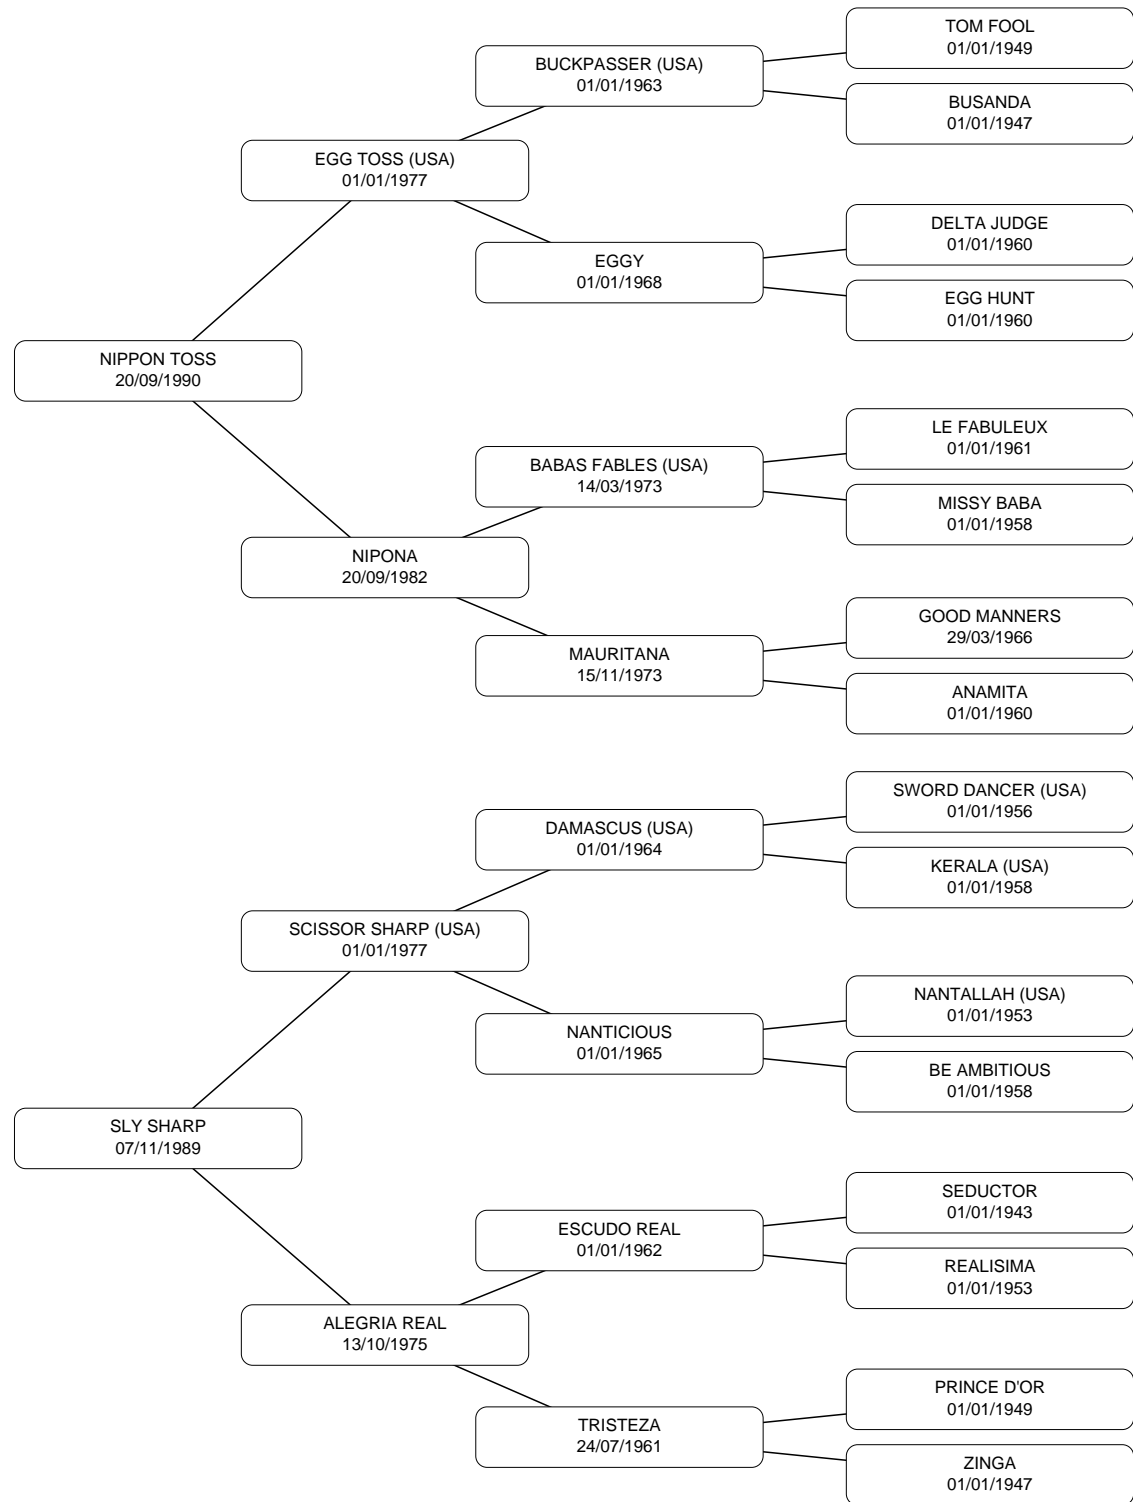 TOM FOOL
01/01/1949
BUCKPASSER (USA)
01/01/1963
BUSANDA
01/01/1947
EGG TOSS (USA)
01/01/1977
DELTA JUDGE
01/01/1960
EGGY
01/01/1968
EGG HUNT
01/01/1960
NIPPON TOSS
20/09/1990
LE FABULEUX
01/01/1961
BABAS FABLES (USA)
14/03/1973
MISSY BABA
01/01/1958
NIPONA
20/09/1982
GOOD MANNERS
29/03/1966
MAURITANA
15/11/1973
ANAMITA
01/01/1960
SWORD DANCER (USA)
01/01/1956
DAMASCUS (USA)
01/01/1964
KERALA (USA)
01/01/1958
SCISSOR SHARP (USA)
01/01/1977
NANTALLAH (USA)
01/01/1953
NANTICIOUS
01/01/1965
BE AMBITIOUS
01/01/1958
SLY SHARP
07/11/1989
SEDUCTOR
01/01/1943
ESCUDO REAL
01/01/1962
REALISIMA
01/01/1953
ALEGRIA REAL
13/10/1975
PRINCE D'OR
01/01/1949
TRISTEZA
24/07/1961
ZINGA
01/01/1947